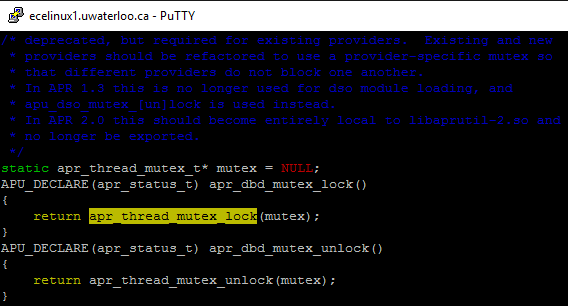 ecelinux1.uwaterloo.ca - PuTTY
/* deprecated, but required for existing providers.  Existing and new
 * providers should be refactored to use a provider-specific mutex so
 * that different providers do not block one another.
 * In APR 1.3 this is no longer used for dso module loading, and
 * apu_dso_mutex_[un]lock is used instead.
 * In APR 2.0 this should become entirely local to libaprutil-2.so and
 * no longer be exported.
 */
static apr_thread_mutex_t* mutex = NULL;
APU_DECLARE(apr_status_t) apr_dbd_mutex_lock()
{
    return apr_thread_mutex_lock(mutex);
}
APU_DECLARE(apr_status_t) apr_dbd_mutex_unlock()
{
    return apr_thread_mutex_unlock(mutex);
}